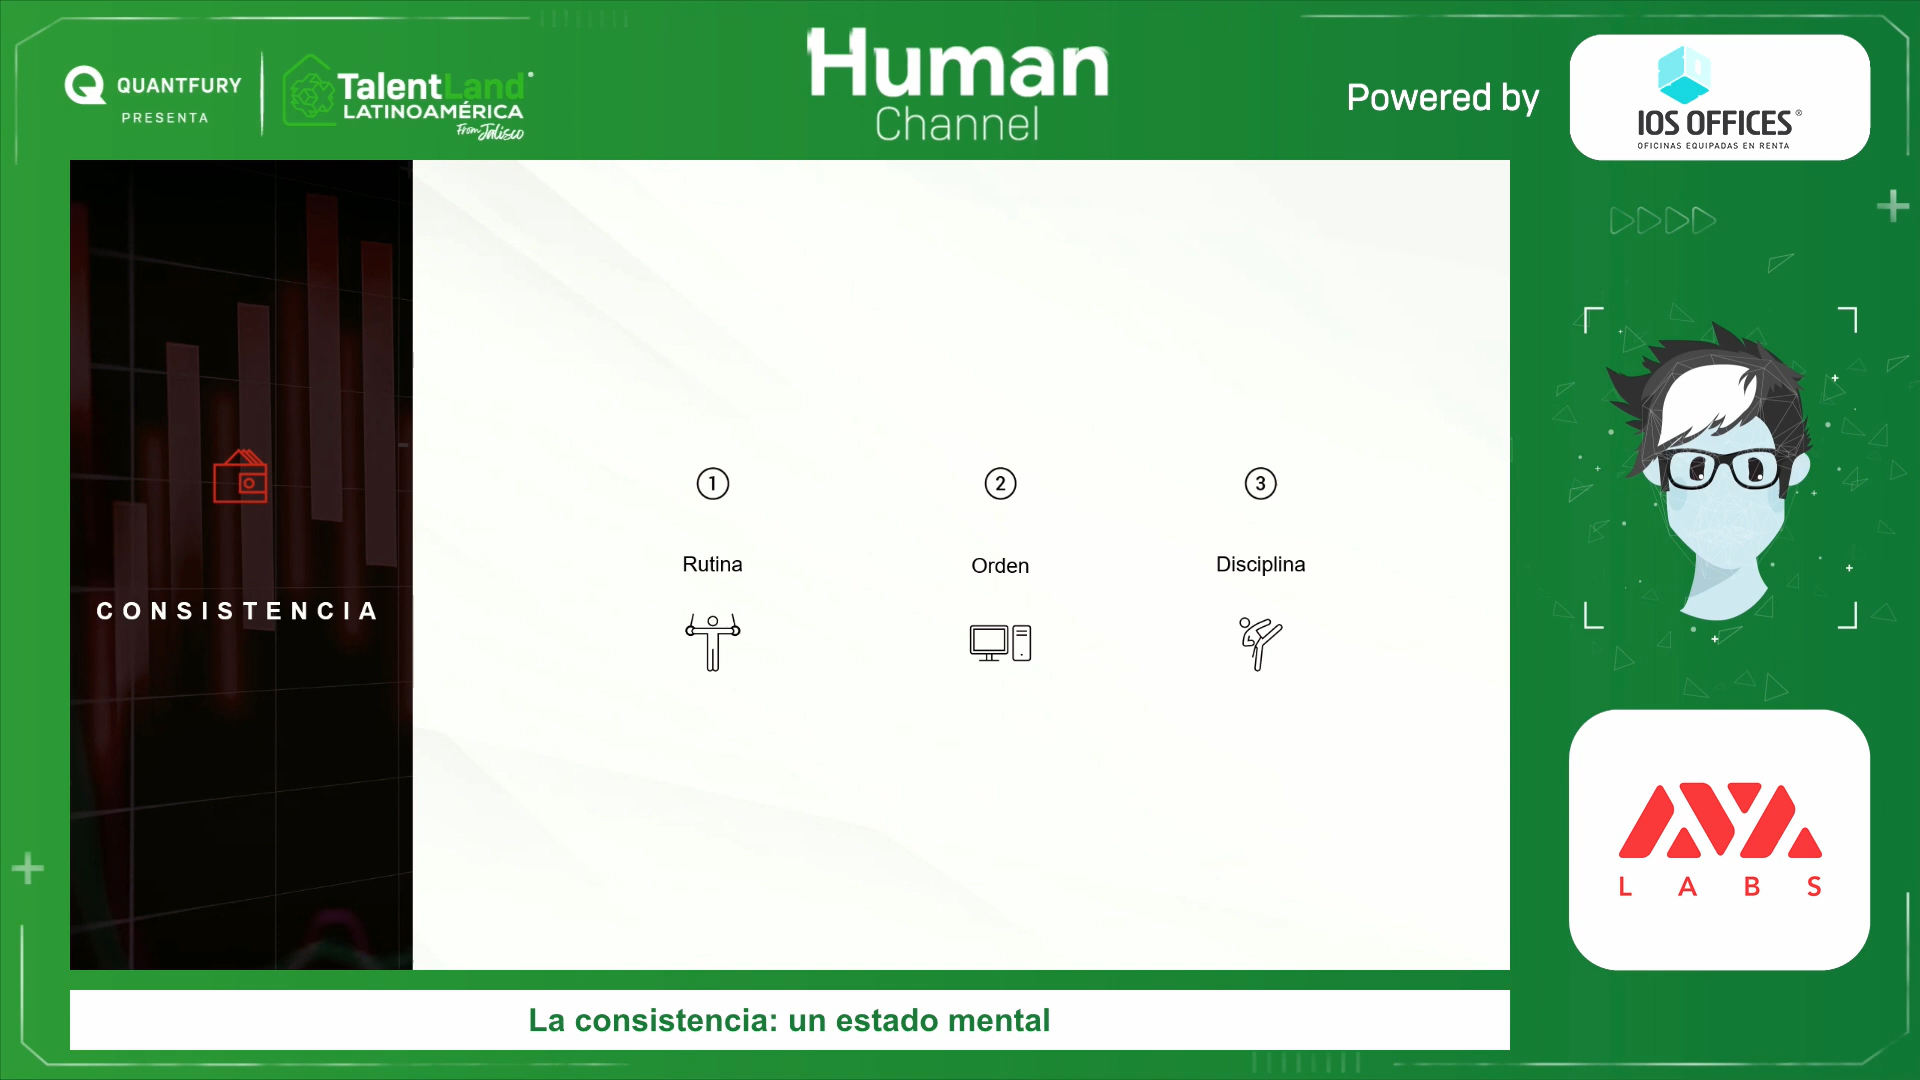 QUANTFURY
PRESENTA
TalentLand
LATINOAMÉRICA
From Jalisco
Human
Channel
Powered by
IOS OFFICES®
OFICINAS EQUIPADAS EN RENTA
CONSISTENCIA
1
2
3
Rutina
Orden
Disciplina
AVA
LABS
La consistencia: un estado mental